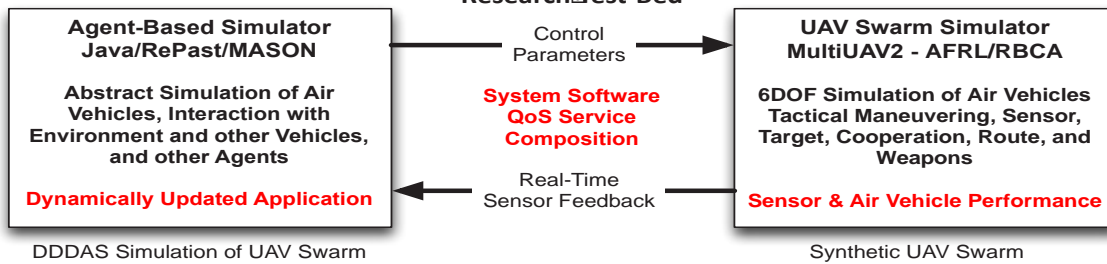 Agent-Based Simulator
Java/RePast/MASON
Abstract Simulation of Air
Vehicles, Interaction with
Environment and other Vehicles,
and other Agents
Dynamically Updated Application
DDDAS Simulation of UAV Swarm
Control
Parameters
System Software
QoS Service
Composition
Real-Time
Sensor Feedback
UAV Swarm Simulator
MultiUAV2 - AFRL/RBCA
6DOF Simulation of Air Vehicles
Tactical Maneuvering, Sensor,
Target, Cooperation, Route, and
Weapons
Sensor & Air Vehicle Performance
Synthetic UAV Swarm